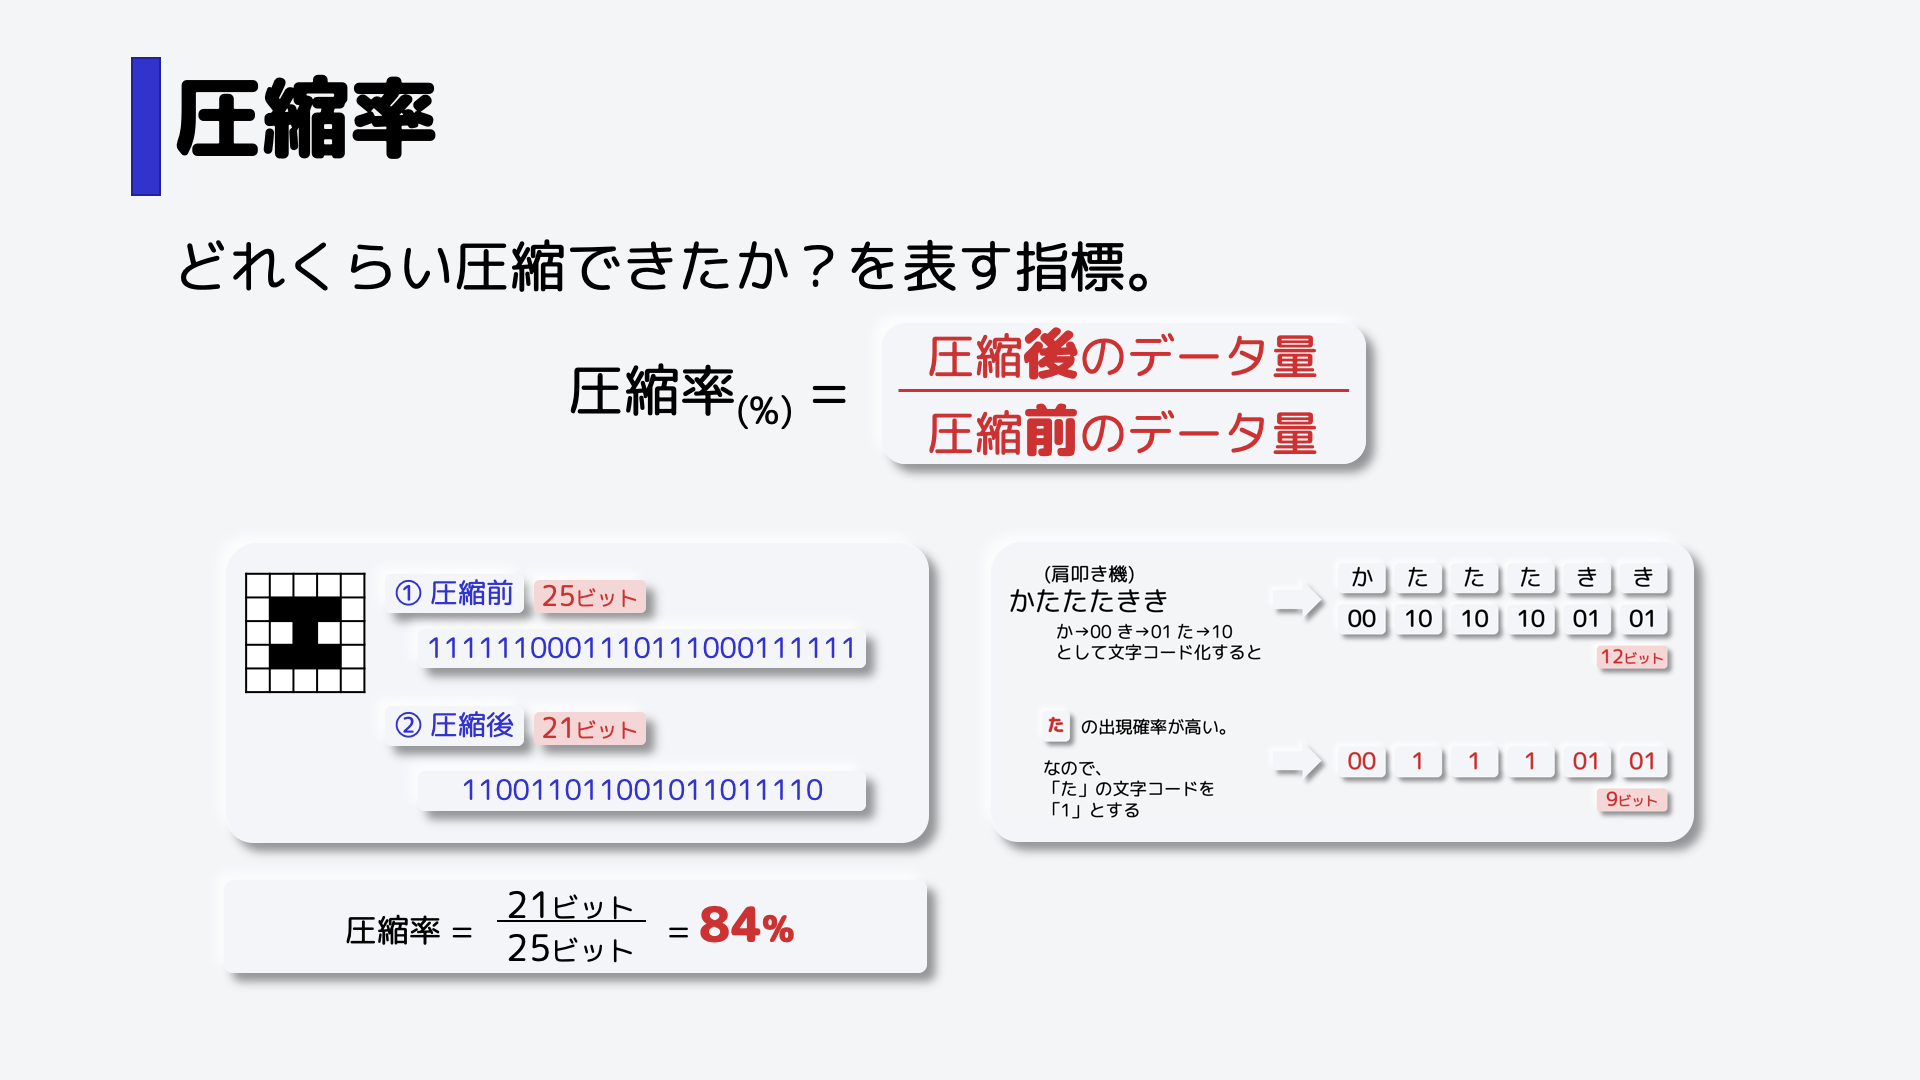 圧縮率
どれくらい圧縮できたか？を表す指標。
圧縮率(%) ＝
圧縮後のデータ量
圧縮前のデータ量
① 圧縮前 25ビット
1111110001110111000111111
② 圧縮後 21ビット
110011011001011011110
圧縮率 ＝ 21ビット
25ビット
＝ 84%
(肩叩き機)
かたたたきき
か→00 き→01 た→10
として文字コード化すると
か た た た き き
00 10 10 10 01 01
12ビット
た の出現確率が高い。
なので、
「た」の文字コードを
「1」とする
00 1 1 1 01 01
9ビット